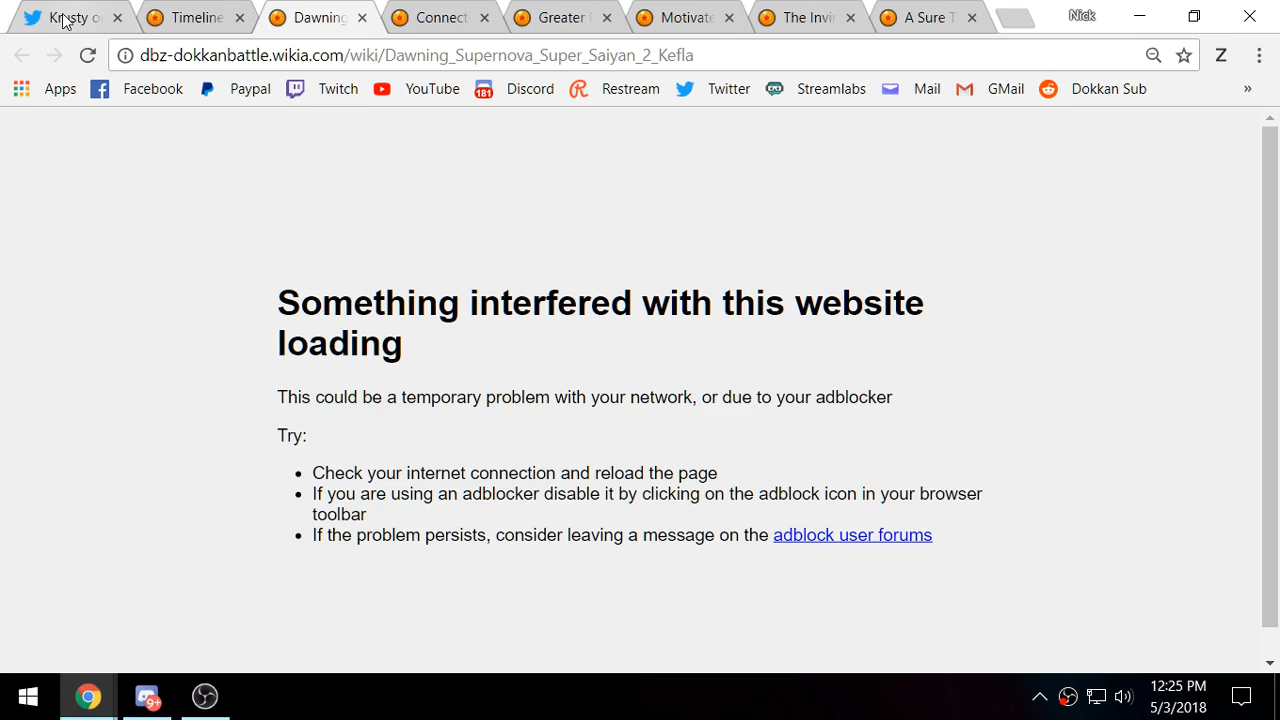 Krusty o
Timeline
Dawning
Connect
Greater
Motivate
The Invi
A Sure T
Nick
dbz-dokkanbattle.wikia.com/wiki/Dawning_Supernova_Super_Saiyan_2_Kefla
Z
Apps
Facebook
Paypal
Twitch
YouTube
181
Discord
Restream
Twitter
Streamlabs
Mail
GMail
Dokkan Sub
»
Something interfered with this website
loading
This could be a temporary problem with your network, or due to your adblocker
Try:
• Check your internet connection and reload the page
• If you are using an adblocker disable it by clicking on the adblock icon in your browser
toolbar
• If the problem persists, consider leaving a message on the adblock user forums
9+
12:25 PM
5/3/2018